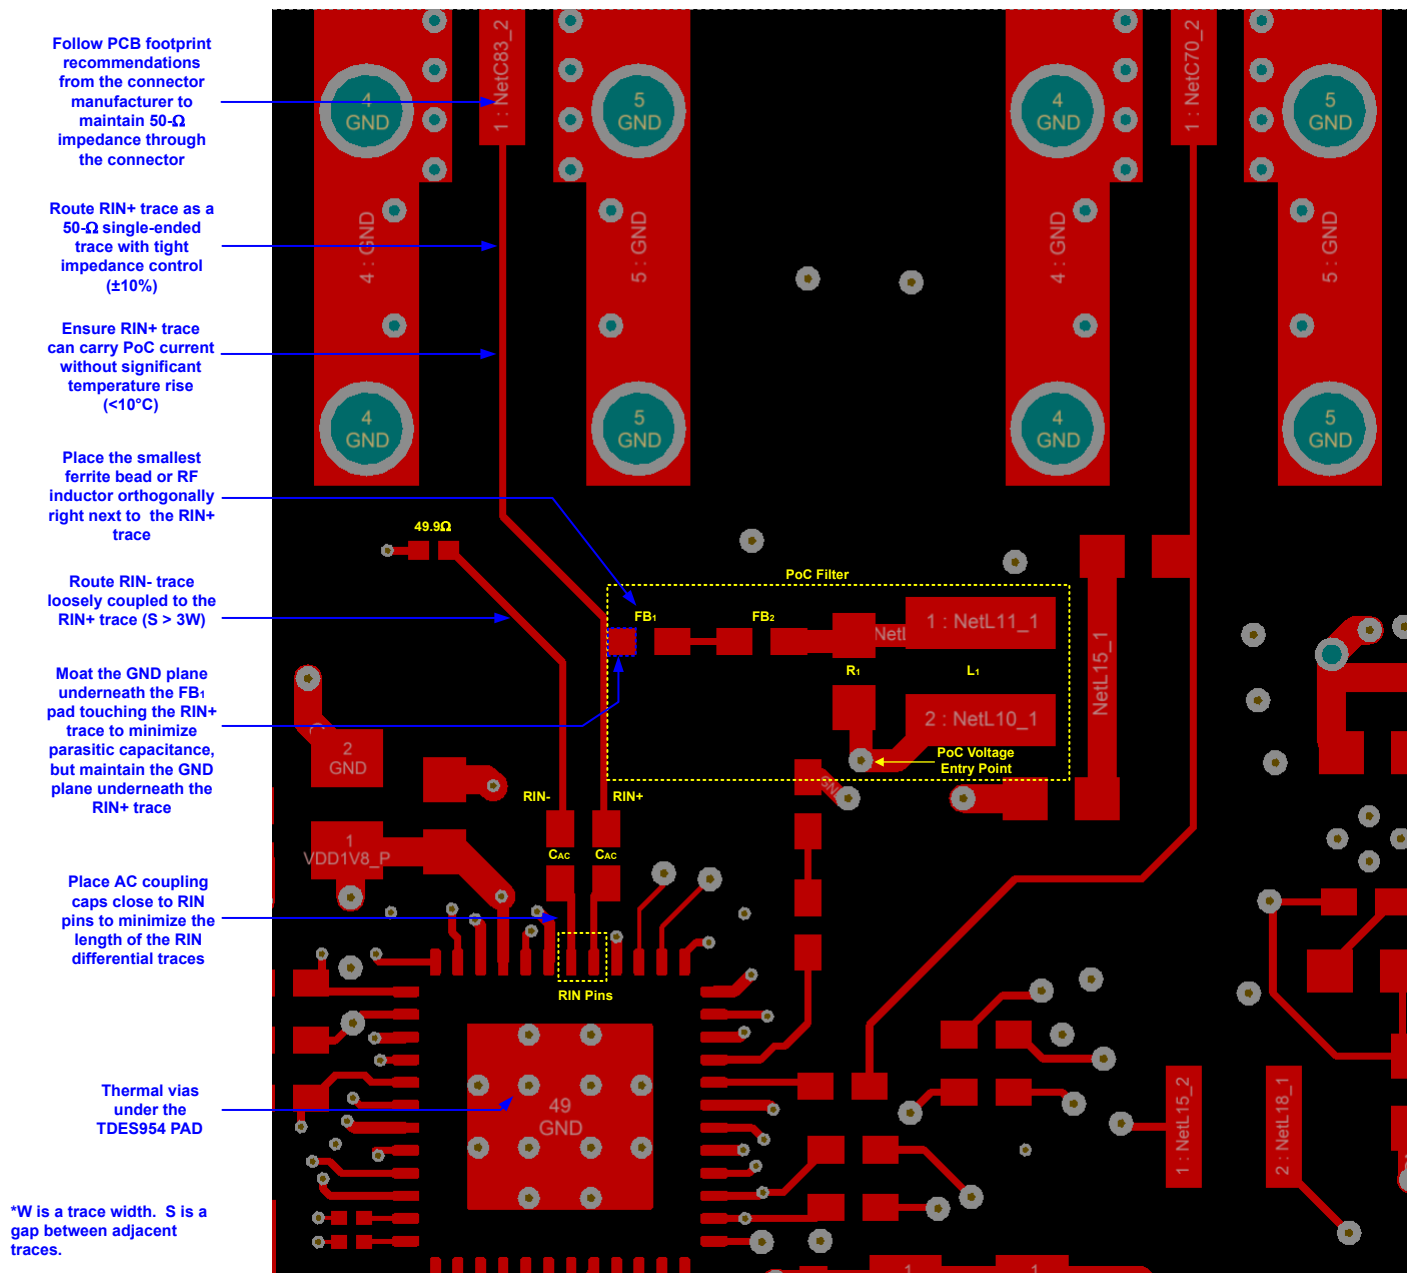 Follow PCB footprint
recommendations
from the connector
manufacturer to
maintain 50-Ω
impedance through
the connector
Route RIN+ trace as a
50-Ω single-ended
trace with tight
impedance control
(±10%)
Ensure RIN+ trace
can carry PoC current
without significant
temperature rise
(<10°C)
Place the smallest
ferrite bead or RF
inductor orthogonally
right next to the RIN+
trace
Route RIN- trace
loosely coupled to the
RIN+ trace (S > 3W)
Moat the GND plane
underneath the FB1
pad touching the RIN+
trace to minimize
parasitic capacitance,
but maintain the GND
plane underneath the
RIN+ trace
Place AC coupling
caps close to RIN
pins to minimize the
length of the RIN
differential traces
Thermal vias
under the
TDES954 PAD
*W is a trace width. S is a
gap between adjacent
traces.
1 : NetC83_2
1 : NetC70_2
4
GND
5
GND
4
GND
5
GND
4 : GND
5 : GND
4 : GND
5 : GND
4
GND
5
GND
4
GND
5
GND
49.9Ω
PoC Filter
FB1
FB2
NetL
1 : NetL11_1
R1
L1
2 : NetL10_1
NetL15_1
PoC Voltage
Entry Point
2
GND
RIN-
RIN+
1
VDD1V8_P
CAC
CAC
RIN Pins
49
GND
1 : NetL15_2
2 : NetL18_1
1
1